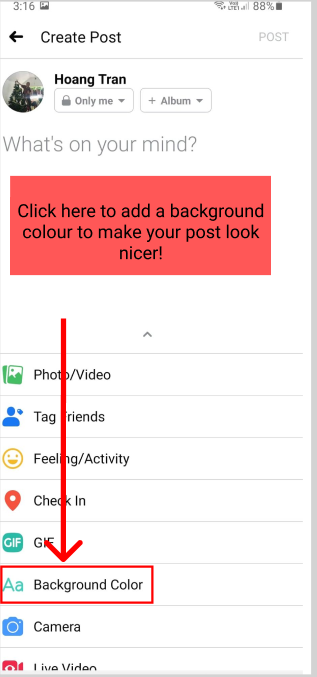 3:16 88%
Create Post POST
Hoang Tran
Only me + Album
What's on your mind?
Click here to add a background
colour to make your post look
nicer!
Photo/Video
Tag Friends
Feeling/Activity
Check In
GIF GIF
Aa Background Color
Camera
Live Video